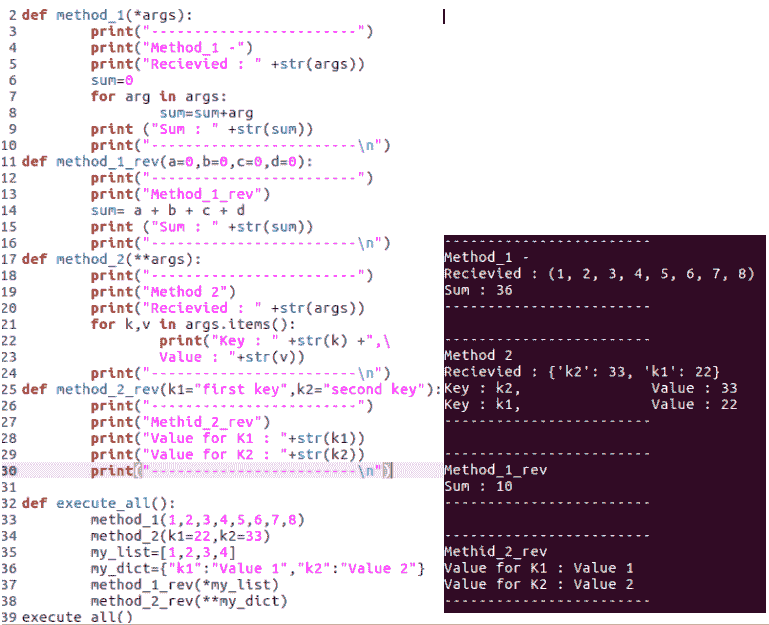 2 def method_1(*args):
3         print("------------------------")
4         print("Method_1 -")
5         print("Recievied : " +str(args))
6         sum=0
7         for arg in args:
8                 sum=sum+arg
9         print ("Sum : " +str(sum))
10         print("------------------------\n")
11 def method_1_rev(a=0,b=0,c=0,d=0):
12         print("------------------------")
13         print("Method_1_rev")
14         sum= a + b + c + d
15         print ("Sum : " +str(sum))
16         print("------------------------\n")
17 def method_2(**args):
18         print("------------------------")
19         print("Method 2")
20         print("Recievied : " +str(args))
21         for k,v in args.items():
22                 print("Key : " +str(k) +",\
23                 Value : "+str(v))
24         print("------------------------\n")
25 def method_2_rev(k1="first key",k2="second key"):
26         print("------------------------")
27         print("Methid_2_rev")
28         print("Value for K1 : "+str(k1))
29         print("Value for K2 : "+str(k2))
30         print("------------------------\n")
31
32 def execute_all():
33         method_1(1,2,3,4,5,6,7,8)
34         method_2(k1=22,k2=33)
35         my_list=[1,2,3,4]
36         my_dict={"k1":"Value 1","k2":"Value 2"}
37         method_1_rev(*my_list)
38         method_2_rev(**my_dict)
39 execute_all()
------------------------
Method_1 -
Recievied : (1, 2, 3, 4, 5, 6, 7, 8)
Sum : 36
------------------------

------------------------
Method 2
Recievied : {'k2': 33, 'k1': 22}
Key : k2,                Value : 33
Key : k1,                Value : 22
------------------------

------------------------
Method_1_rev
Sum : 10
------------------------

------------------------
Methid_2_rev
Value for K1 : Value 1
Value for K2 : Value 2
------------------------